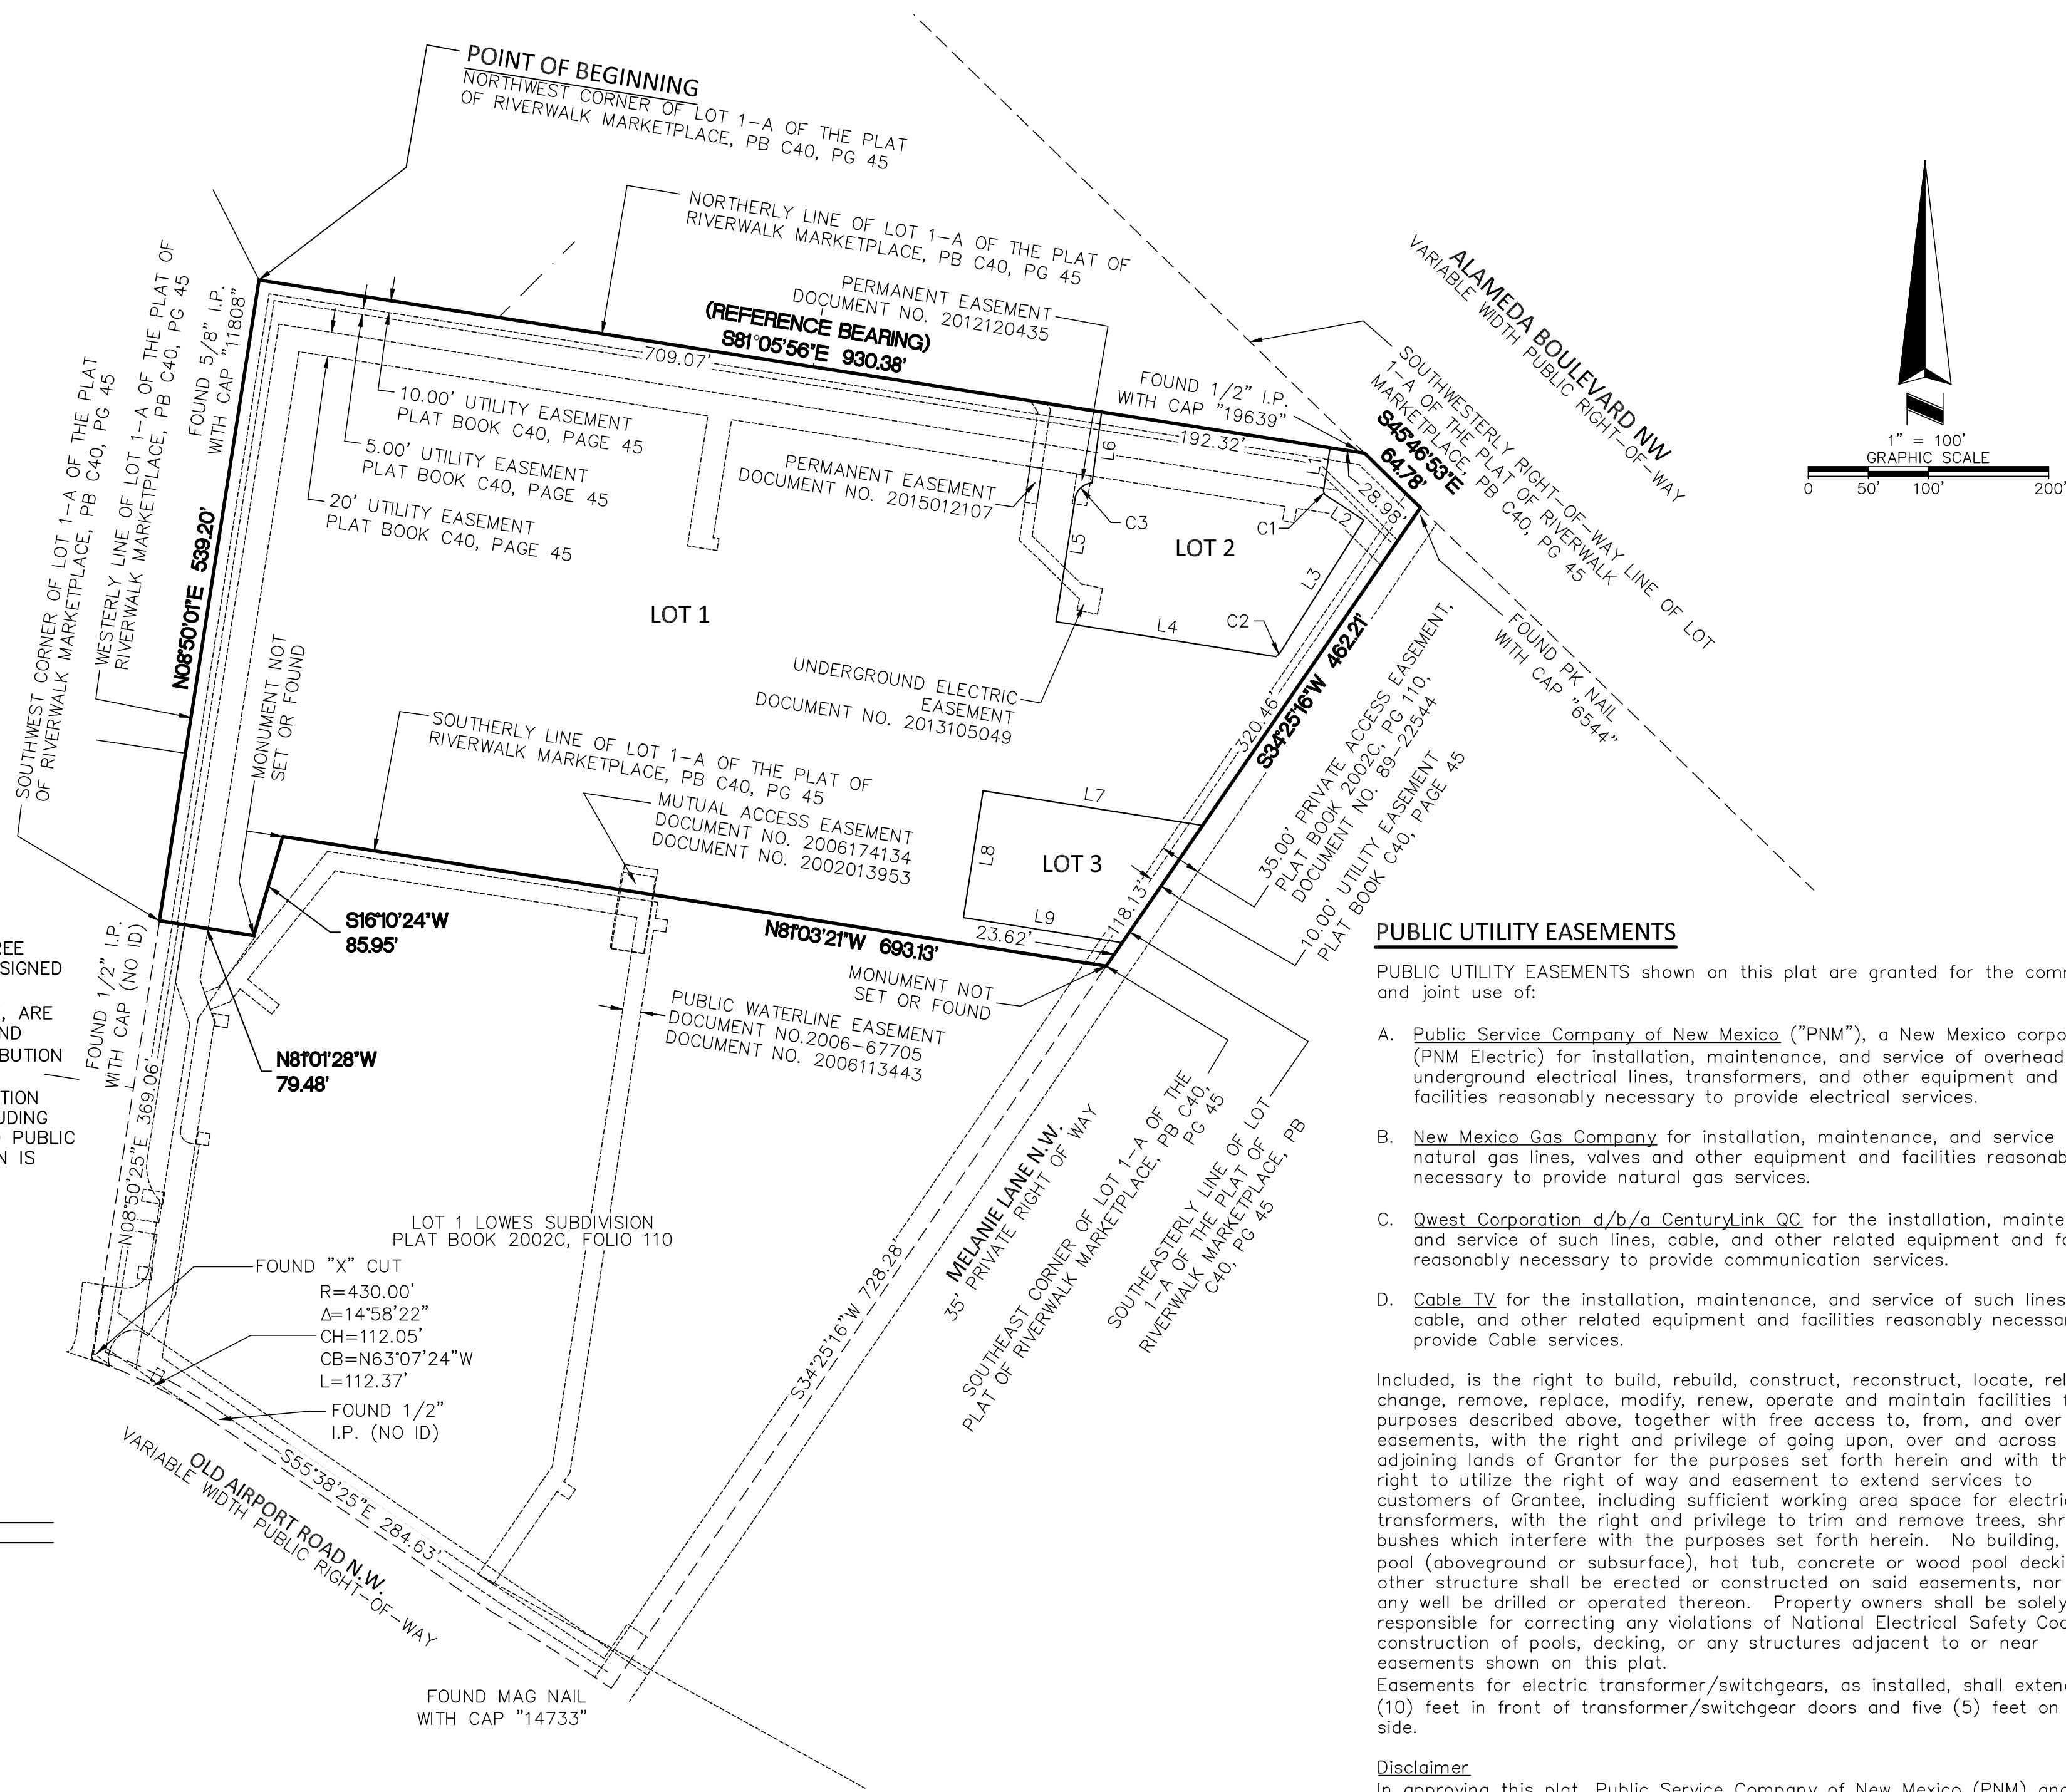 POINT OF BEGINNING
NORTHWEST CORNER OF LOT 1-A OF THE PLAT
OF RIVERWALK MARKETPLACE, PB C40, PG 45
NORTHERLY LINE OF LOT 1-A OF THE PLAT OF
RIVERWALK MARKETPLACE, PB C40, PG 45
PERMANENT EASEMENT
DOCUMENT NO. 2012120435
(REFERENCE BEARING)
S81°05'56"E 930.38'
709.07'
FOUND 1/2" I.P.
WITH CAP "19639"
192.32'
ALAMEDA BOULEVARD NW
VARIABLE WIDTH PUBLIC RIGHT-OF-WAY
SOUTHWESTERLY RIGHT-OF-WAY LINE OF LOT
1-A OF THE PLAT OF RIVERWALK
MARKETPLACE, PB C40, PG 45
S45°46'53"E
64.78'
28.98'
1" = 100'
GRAPHIC SCALE
0 50' 100' 200'
SOUTHWEST CORNER OF LOT 1-A OF THE PLAT
OF RIVERWALK MARKETPLACE, PB C40, PG 45
WESTERLY LINE OF LOT 1-A OF THE PLAT OF
RIVERWALK MARKETPLACE, PB C40, PG 45
FOUND 5/8" I.P.
WITH CAP "11808"
N08°50'01"E 539.20'
10.00' UTILITY EASEMENT
PLAT BOOK C40, PAGE 45
5.00' UTILITY EASEMENT
PLAT BOOK C40, PAGE 45
20' UTILITY EASEMENT
PLAT BOOK C40, PAGE 45
PERMANENT EASEMENT
DOCUMENT NO. 2015012107
L6
L1
C3
C1
L2
L5
LOT 2
L3
LOT 1
L4
C2
FOUND PK NAIL
WITH CAP "6544"
UNDERGROUND ELECTRIC
EASEMENT
DOCUMENT NO. 2013105049
MONUMENT NOT
SET OR FOUND
SOUTHERLY LINE OF LOT 1-A OF THE PLAT OF
RIVERWALK MARKETPLACE, PB C40, PG 45
MUTUAL ACCESS EASEMENT
DOCUMENT NO. 2006174134
DOCUMENT NO. 2002013953
320.46'
S34°25'16"W 462.21'
35.00' PRIVATE ACCESS EASEMENT,
PLAT BOOK 2002C, PG 110,
DOCUMENT NO. 89-22544
10.00' UTILITY EASEMENT
PLAT BOOK C40, PAGE 45
L7
L8
LOT 3
L9
118.13'
23.62'
N81°03'21"W 693.13'
MONUMENT NOT
SET OR FOUND
S16°10'24"W
85.95'
N81°01'28"W
79.48'
FOUND 1/2" I.P.
WITH CAP (NO ID)
N08°50'25"E 369.06'
PUBLIC WATERLINE EASEMENT
DOCUMENT NO.2006-67705
DOCUMENT NO. 2006113443
LOT 1 LOWES SUBDIVISION
PLAT BOOK 2002C, FOLIO 110
FOUND "X" CUT
R=430.00'
Δ=14°58'22"
CH=112.05'
CB=N63°07'24"W
L=112.37'
FOUND 1/2"
I.P. (NO ID)
S55°38'25"E 284.63'
OLD AIRPORT ROAD N.W.
VARIABLE WIDTH PUBLIC RIGHT-OF-WAY
FOUND MAG NAIL
WITH CAP "14733"
S34°25'16"W 728.28'
MELANIE LANE N.W.
35' PRIVATE RIGHT OF WAY
SOUTHEAST CORNER OF LOT 1-A OF THE
PLAT OF RIVERWALK MARKETPLACE, PB C40,
PG 45
SOUTHEASTERLY LINE OF LOT
1-A OF THE PLAT OF
RIVERWALK MARKETPLACE, PB
C40, PG 45
SIGNED
, ARE
PUBLIC
IS
PUBLIC UTILITY EASEMENTS
PUBLIC UTILITY EASEMENTS shown on this plat are granted for the
and joint use of:
A. Public Service Company of New Mexico ("PNM"), a New Mexico
(PNM Electric) for installation, maintenance, and service of overhead
underground electrical lines, transformers, and other equipment and
facilities reasonably necessary to provide electrical services.
B. New Mexico Gas Company for installation, maintenance, and service
natural gas lines, valves and other equipment and facilities
necessary to provide natural gas services.
C. Qwest Corporation d/b/a CenturyLink QC for the installation,
and service of such lines, cable, and other related equipment and
reasonably necessary to provide communication services.
D. Cable TV for the installation, maintenance, and service of such lines
cable, and other related equipment and facilities reasonably
provide Cable services.
Included, is the right to build, rebuild, construct, reconstruct, locate,
change, remove, replace, modify, renew, operate and maintain facilities
purposes described above, together with free access to, from, and over
easements, with the right and privilege of going upon, over and across
adjoining lands of Grantor for the purposes set forth herein and with
right to utilize the right of way and easement to extend services to
customers of Grantee, including sufficient working area space for
transformers, with the right and privilege to trim and remove trees,
bushes which interfere with the purposes set forth herein. No building,
pool (aboveground or subsurface), hot tub, concrete or wood pool
other structure shall be erected or constructed on said easements, nor
any well be drilled or operated thereon. Property owners shall be solely
responsible for correcting any violations of National Electrical Safety
construction of pools, decking, or any structures adjacent to or near
easements shown on this plat.
Easements for electric transformer/switchgears, as installed, shall extend
(10) feet in front of transformer/switchgear doors and five (5) feet on
side.
Disclaimer
In approving this plat, Public Service Company of New Mexico (PNM) and